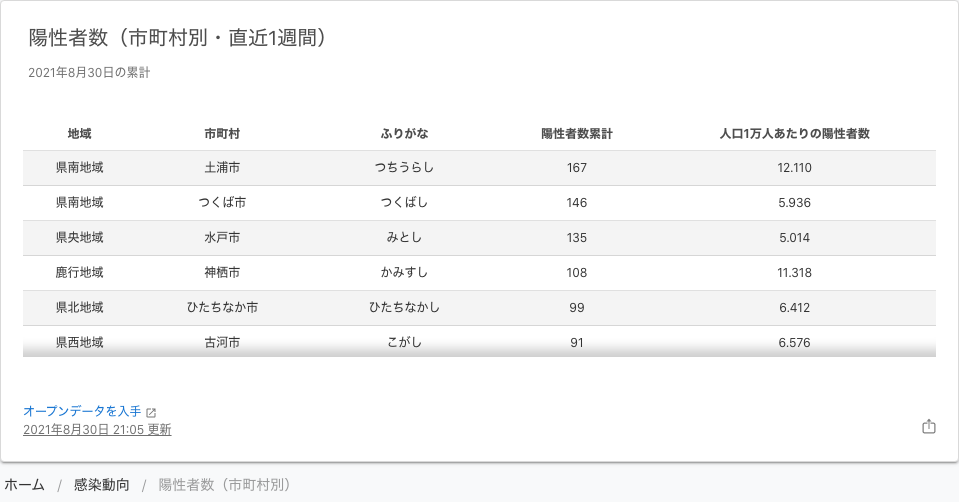 陽性者数（市町村別・直近1週間）
2021年8月30日の累計
地域 市町村 ふりがな 陽性者数累計 人口1万人あたりの陽性者数
県南地域 土浦市 つちうらし 167 12.110
県南地域 つくば市 つくばし 146 5.936
県央地域 水戸市 みとし 135 5.014
鹿行地域 神栖市 かみすし 108 11.318
県北地域 ひたちなか市 ひたちなかし 99 6.412
県西地域 古河市 こがし 91 6.576
オープンデータを入手
2021年8月30日 21:05 更新
ホーム / 感染動向 / 陽性者数（市町村別）